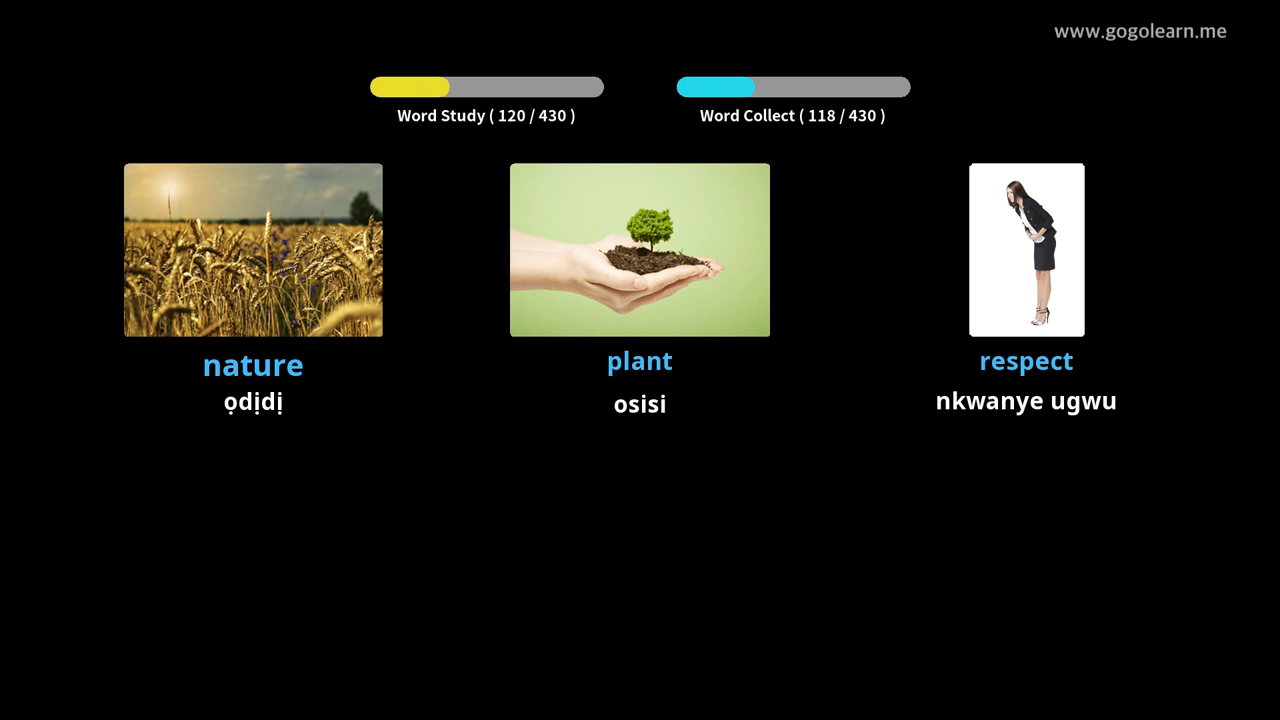 www.gogolearn.me
Word Study ( 120 / 430 )
Word Collect ( 118 / 430 )
nature
plant
respect
ọdịdị
osisi
nkwanye ugwu